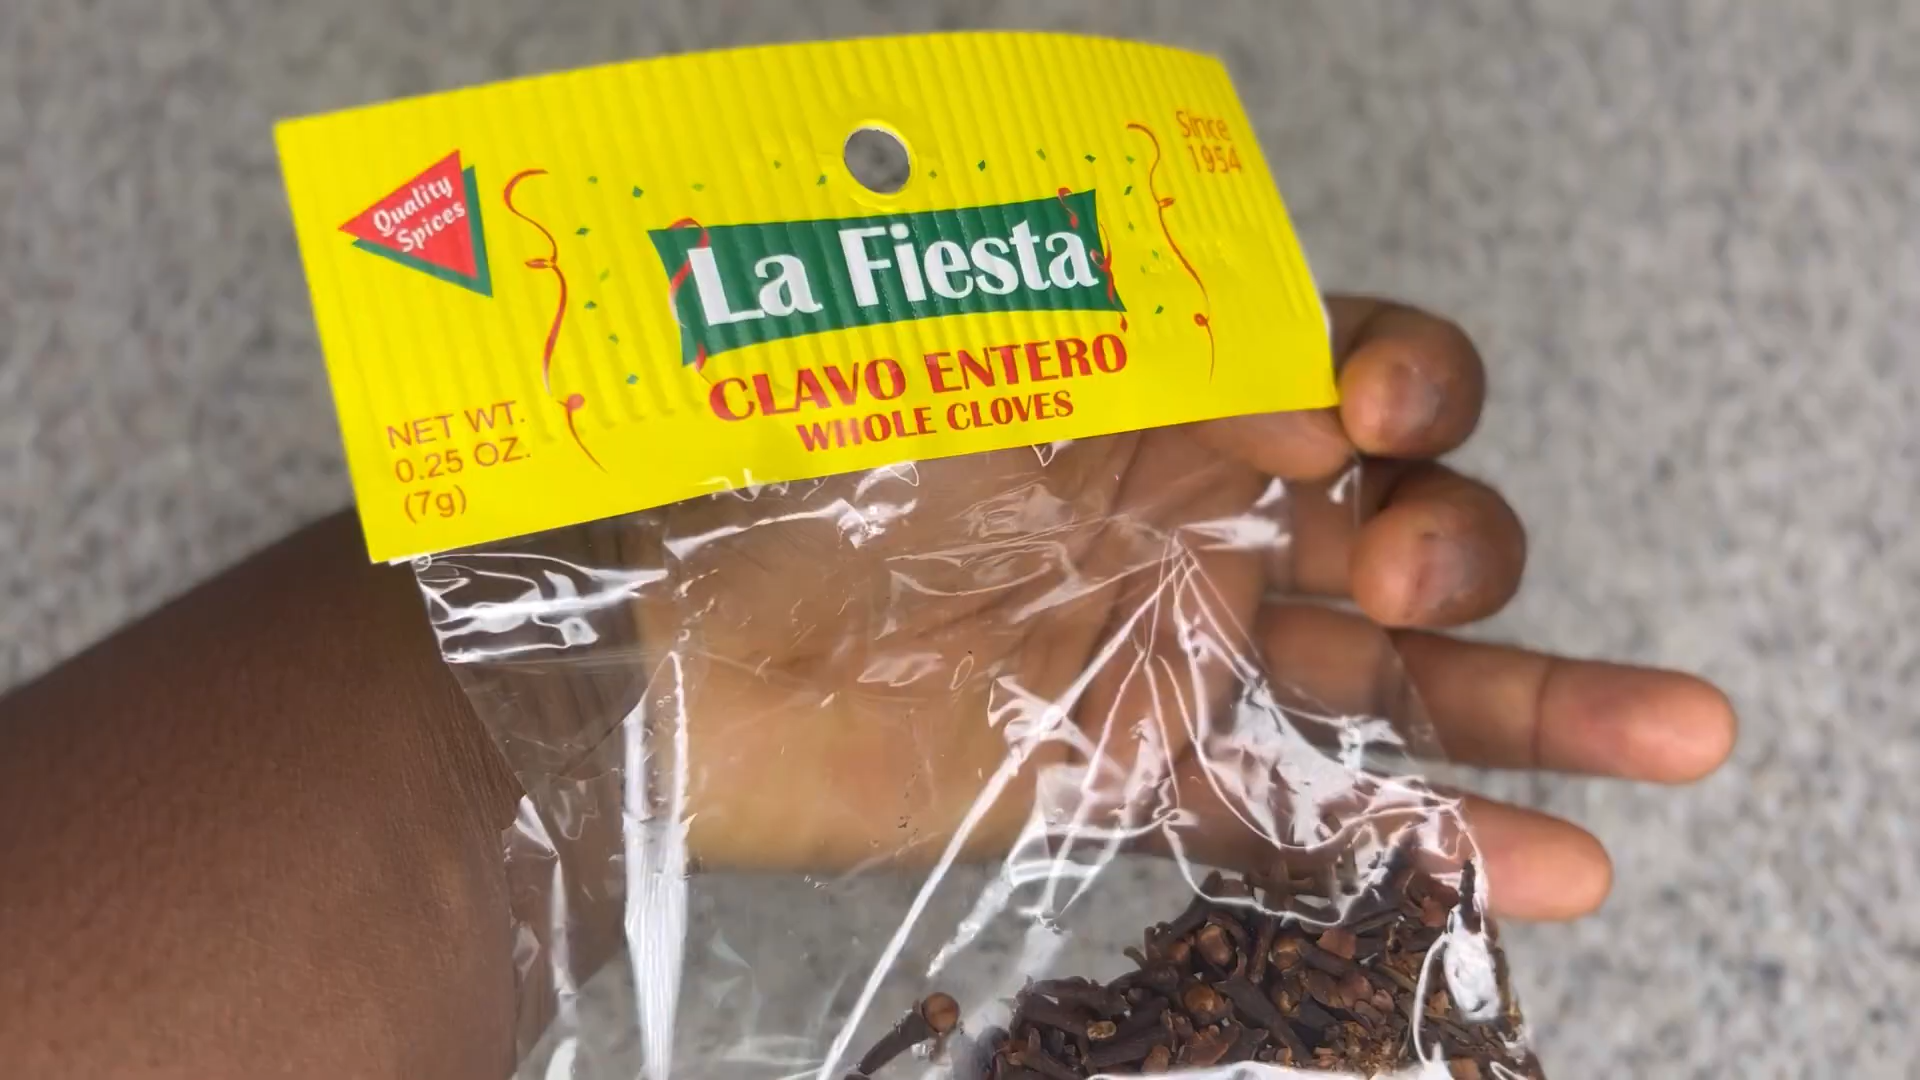 Quality
Spices
Since
1954
La Fiesta
CLAVO ENTERO
WHOLE CLOVES
NET WT.
0.25 OZ.
(7g)